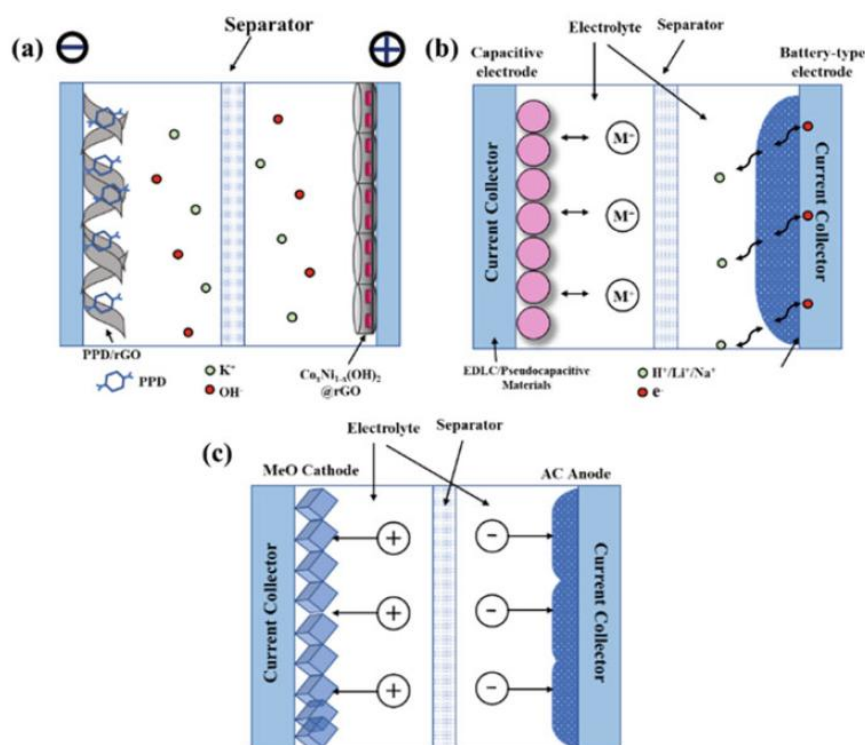 (a)
Separator
PPD/rGO
PPD
K⁺
OH⁻
CoₓNi₁₋ₓ(OH)₂
@rGO
(b)
Electrolyte
Capacitive
electrode
Separator
Battery-type
electrode
Current Collector
M⁺
M⁺
M⁺
Current Collector
EDLC/Pseudocapacitive
Materials
H⁺/Li⁺/Na⁺
e⁻
(c)
Electrolyte
Separator
MeO Cathode
AC Anode
Current Collector
+
+
+
-
-
-
Current Collector